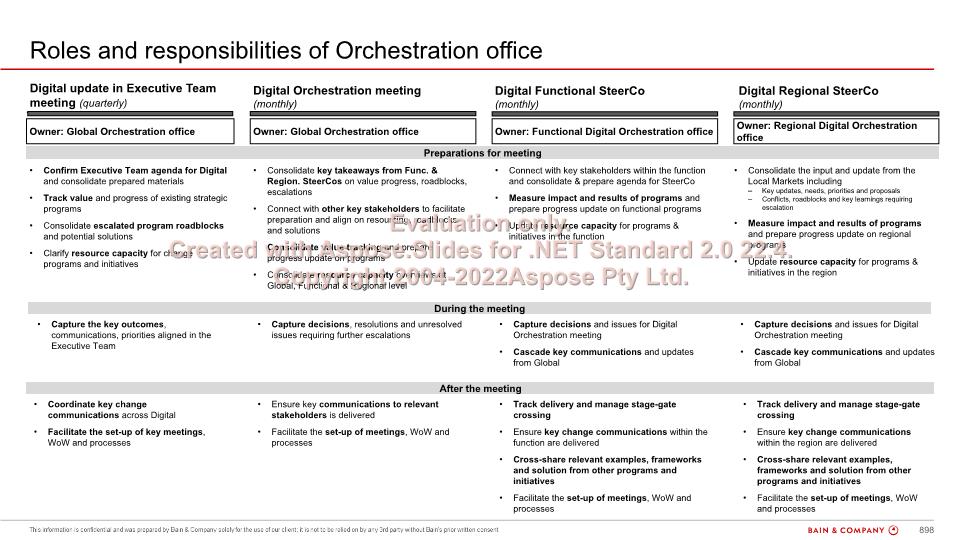 Roles and responsibilities of Orchestration office
Digital update in Executive Team
meeting (quarterly)
Owner: Global Orchestration office
Digital Orchestration meeting
(monthly)
Owner: Global Orchestration office
Digital Functional SteerCo
(monthly)
Owner: Functional Digital Orchestration office
Digital Regional SteerCo
(monthly)
Owner: Regional Digital Orchestration
office
Preparations for meeting
• Confirm Executive Team agenda for Digital
and consolidate prepared materials
• Track value and progress of existing strategic
programs
• Consolidate escalated program roadblocks
and potential solutions
• Clarify resource capacity for change
programs and initiatives
• Consolidate key takeaways from Func. &
Region. SteerCos on value progress, roadblocks,
escalations
• Connect with other key stakeholders to facilitate
preparation and align on resourcing, roadblocks
and solutions
• Consolidate value tracking and prepare
progress update on programs
• Consolidate resource capacity overviews at
Global, Functional & Regional level
• Connect with key stakeholders within the function
and consolidate & prepare agenda for SteerCo
• Measure impact and results of programs and
prepare progress update on functional programs
• Update resource capacity for programs &
initiatives in the function
• Consolidate the input and update from the
Local Markets including
– Key updates, needs, priorities and proposals
– Conflicts, roadblocks and key learnings requiring
escalation
• Measure impact and results of programs
and prepare progress update on regional
programs
• Update resource capacity for programs &
initiatives in the region
Evaluation only.
Created with Aspose.Slides for .NET Standard 2.0 22.4.
Copyright 2004-2022Aspose Pty Ltd.
During the meeting
• Capture the key outcomes,
communications, priorities aligned in the
Executive Team
• Capture decisions, resolutions and unresolved
issues requiring further escalations
• Capture decisions and issues for Digital
Orchestration meeting
• Cascade key communications and updates
from Global
• Capture decisions and issues for Digital
Orchestration meeting
• Cascade key communications and updates
from Global
After the meeting
• Coordinate key change
communications across Digital
• Facilitate the set-up of key meetings,
WoW and processes
• Ensure key communications to relevant
stakeholders is delivered
• Facilitate the set-up of meetings, WoW and
processes
• Track delivery and manage stage-gate
crossing
• Ensure key change communications within the
function are delivered
• Cross-share relevant examples, frameworks
and solution from other programs and
initiatives
• Facilitate the set-up of meetings, WoW and
processes
• Track delivery and manage stage-gate
crossing
• Ensure key change communications
within the region are delivered
• Cross-share relevant examples,
frameworks and solution from other
programs and initiatives
• Facilitate the set-up of meetings, WoW
and processes
This information is confidential and was prepared by Bain & Company solely for the use of our client; it is not to be relied on by any 3rd party without Bain's prior written consent
BAIN & COMPANY
898